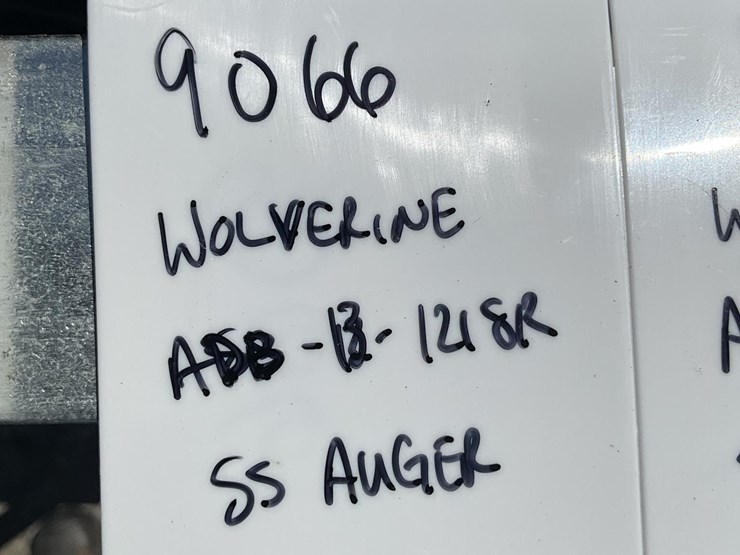 9066
WOLVERINE
ADB-13-1218R
SS AUGER
W
A